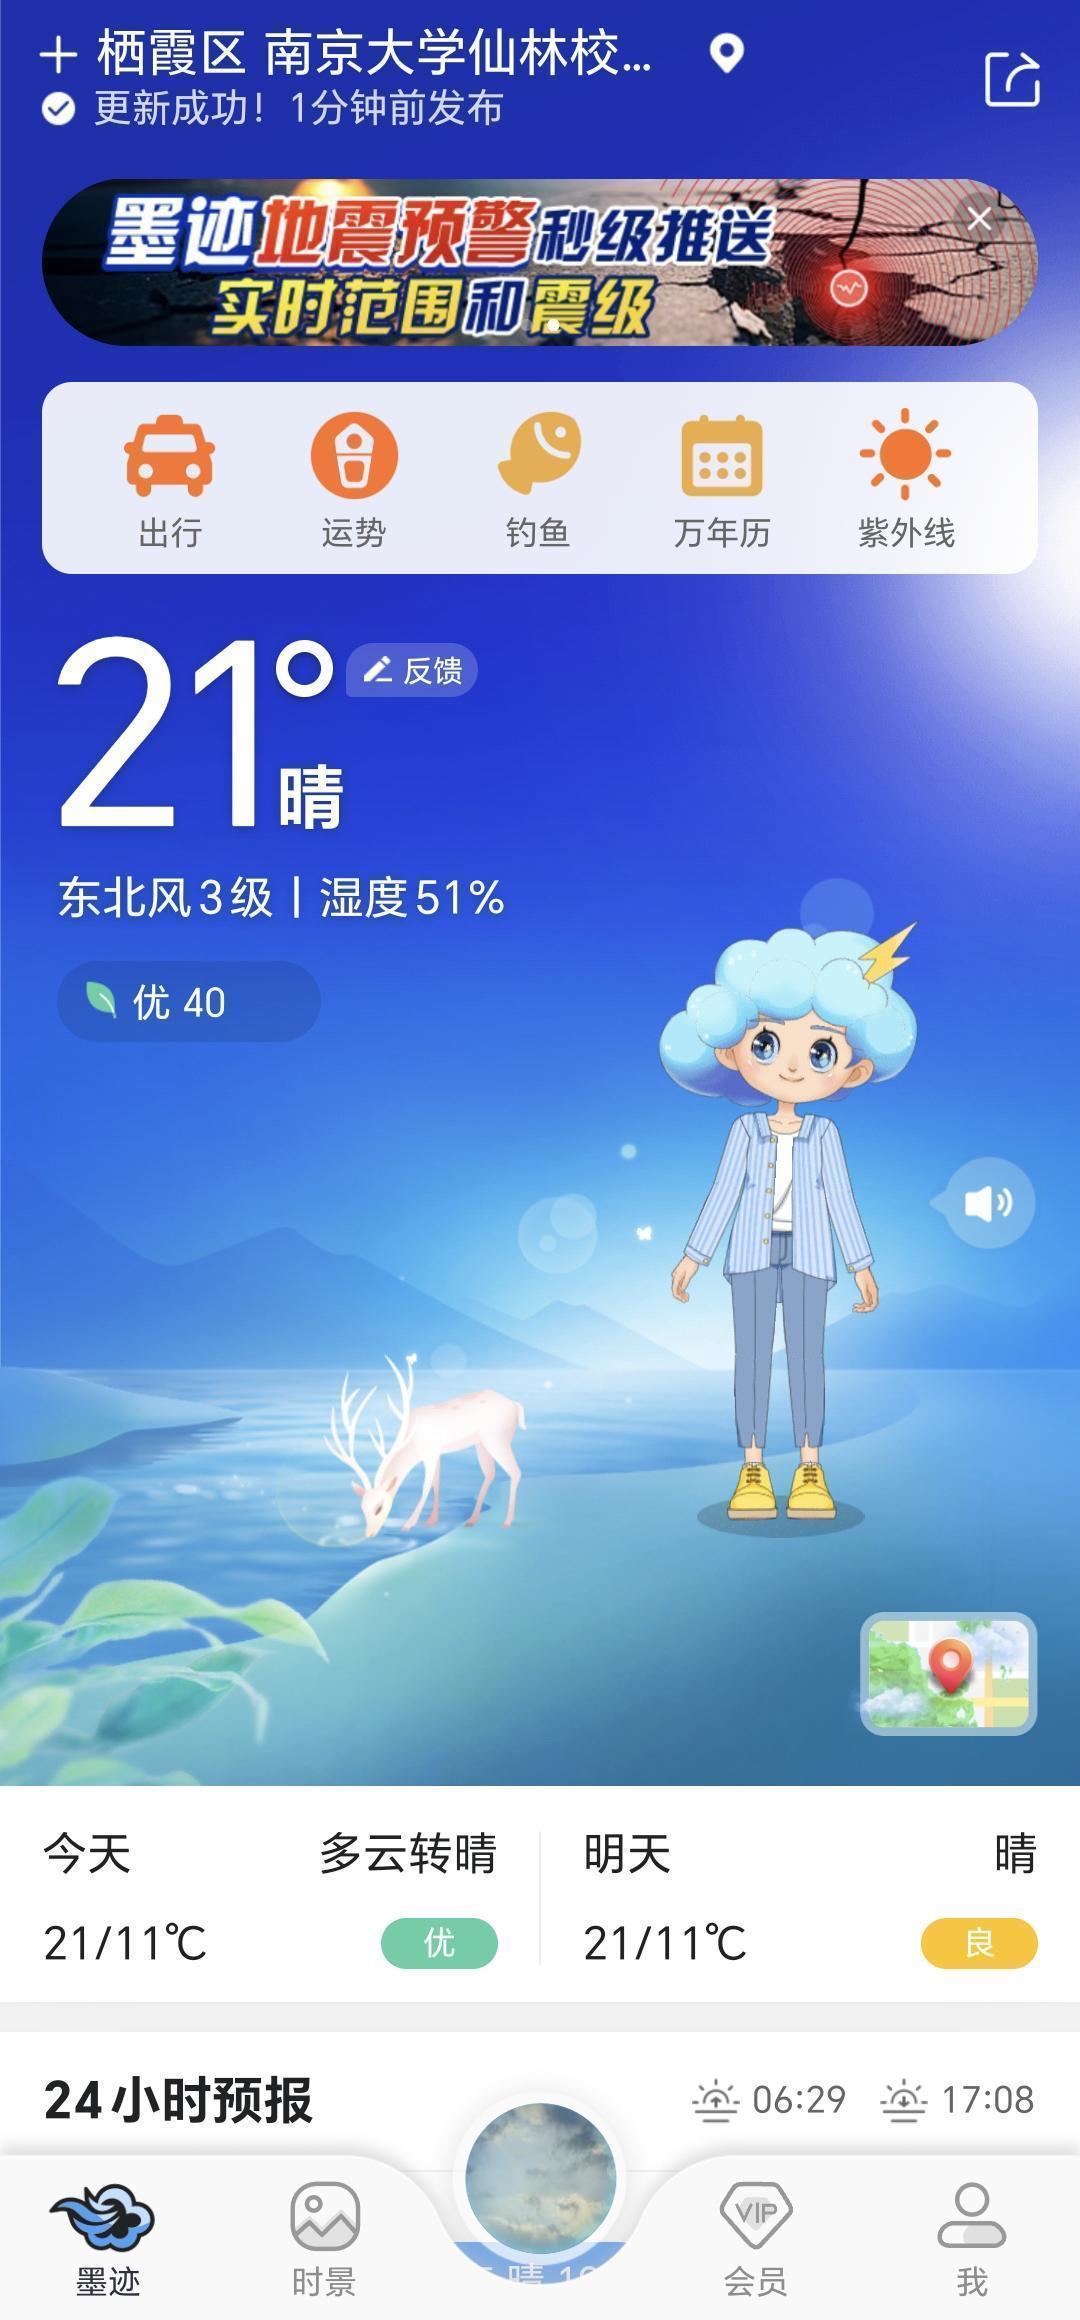 栖霞区 南京大学仙林校...
更新成功！1分钟前发布
墨迹地震预警秒级推送
实时范围和震级
出行 运势 钓鱼 万年历 紫外线
21°
反馈
晴
东北风3级 | 湿度51%
优 40
今天 多云转晴 明天 晴
21/11℃ 优 21/11℃ 良
24小时预报 06:29 17:08
晴
VIP
墨迹 时景 会员 我